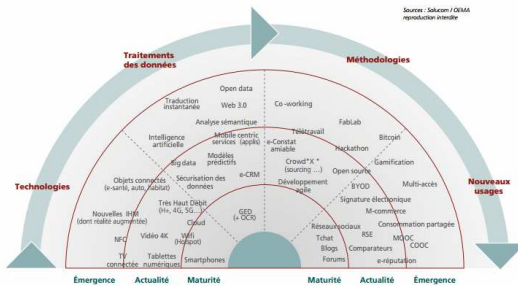 Sources : Salucom / OEMA
reproduction interdite
Traitements
des données
Méthodologies
Technologies
Nouveaux
usages
Open data
Traduction
instantanée
Web 3.0
Analyse sémantique
Intelligence
artificielle
Mobile centric
services (applis)
Big data
Modèles
prédictifs
Sécurisation des
données
e-CRM
Objets connectés
(e-santé, auto, habitat)
Très Haut Débit
(H+, 4G, 5G...)
Nouvelles IHM
(dont réalité augmentée)
Cloud
GED
(+ OCR)
NFC
Vidéo 4K
Wifi
(Hotspot)
TV
connectée
Tablettes
numériques
Smartphones
Co -working
Télétravail
FabLab
e-Constat
amiable
Hackathon
Bitcoin
Crowd"X "
(sourcing ...)
Gamification
Open source
Développement
agile
BYOD
Multi-accès
Signature électronique
M-commerce
Réseaux sociaux
Consommation partagée
Tchat
RSE
MOOC
Blogs
Comparateurs
COOC
Forums
e-réputation
Émergence
Actualité
Maturité
Maturité
Actualité
Émergence